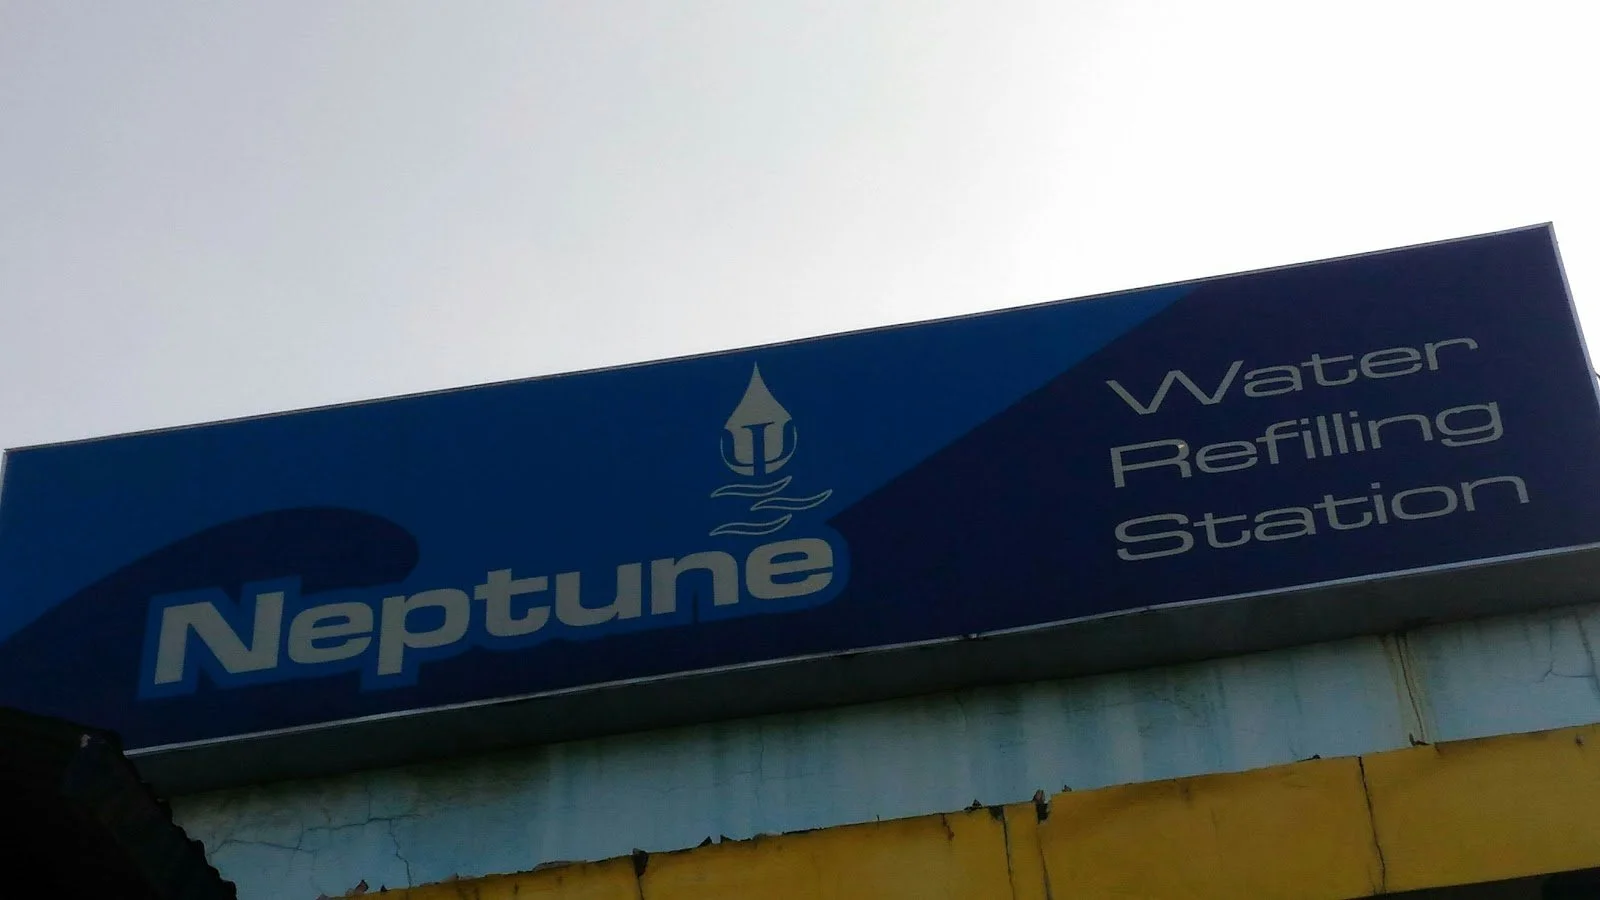 Neptune
Water
Refilling
Station